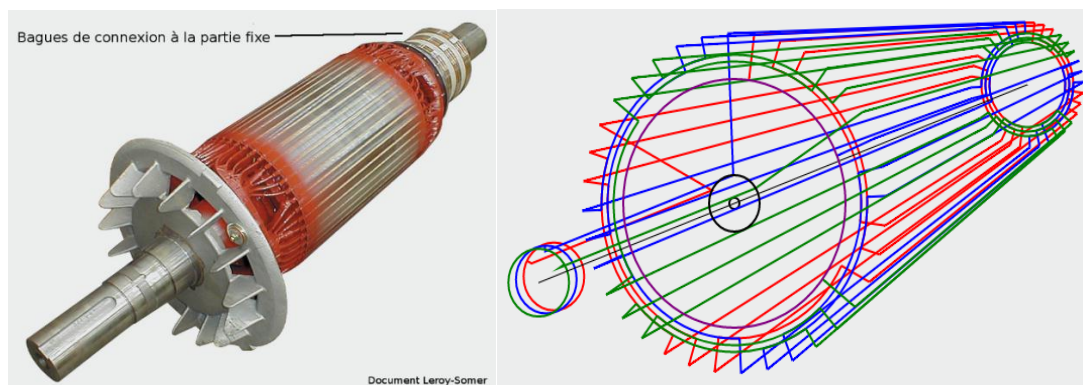 Bagues de connexion à la partie fixe
Document Leroy-Somer